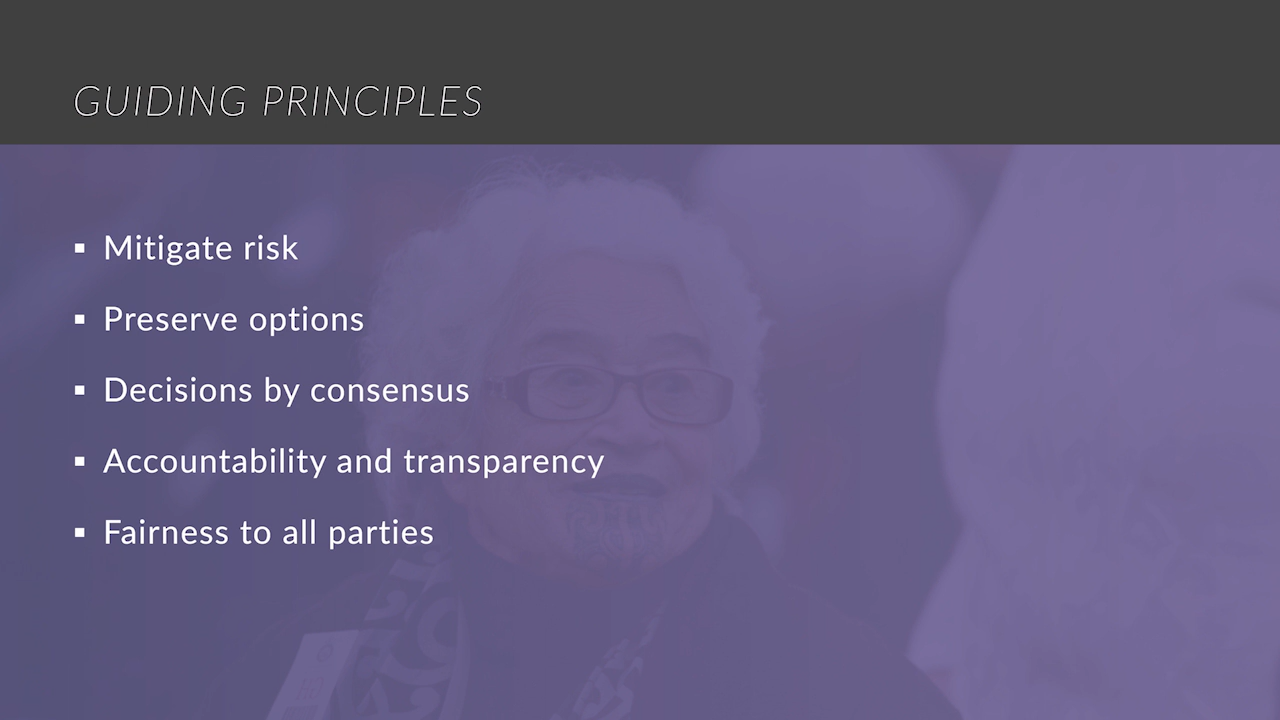 GUIDING PRINCIPLES
▪ Mitigate risk
▪ Preserve options
▪ Decisions by consensus
▪ Accountability and transparency
▪ Fairness to all parties